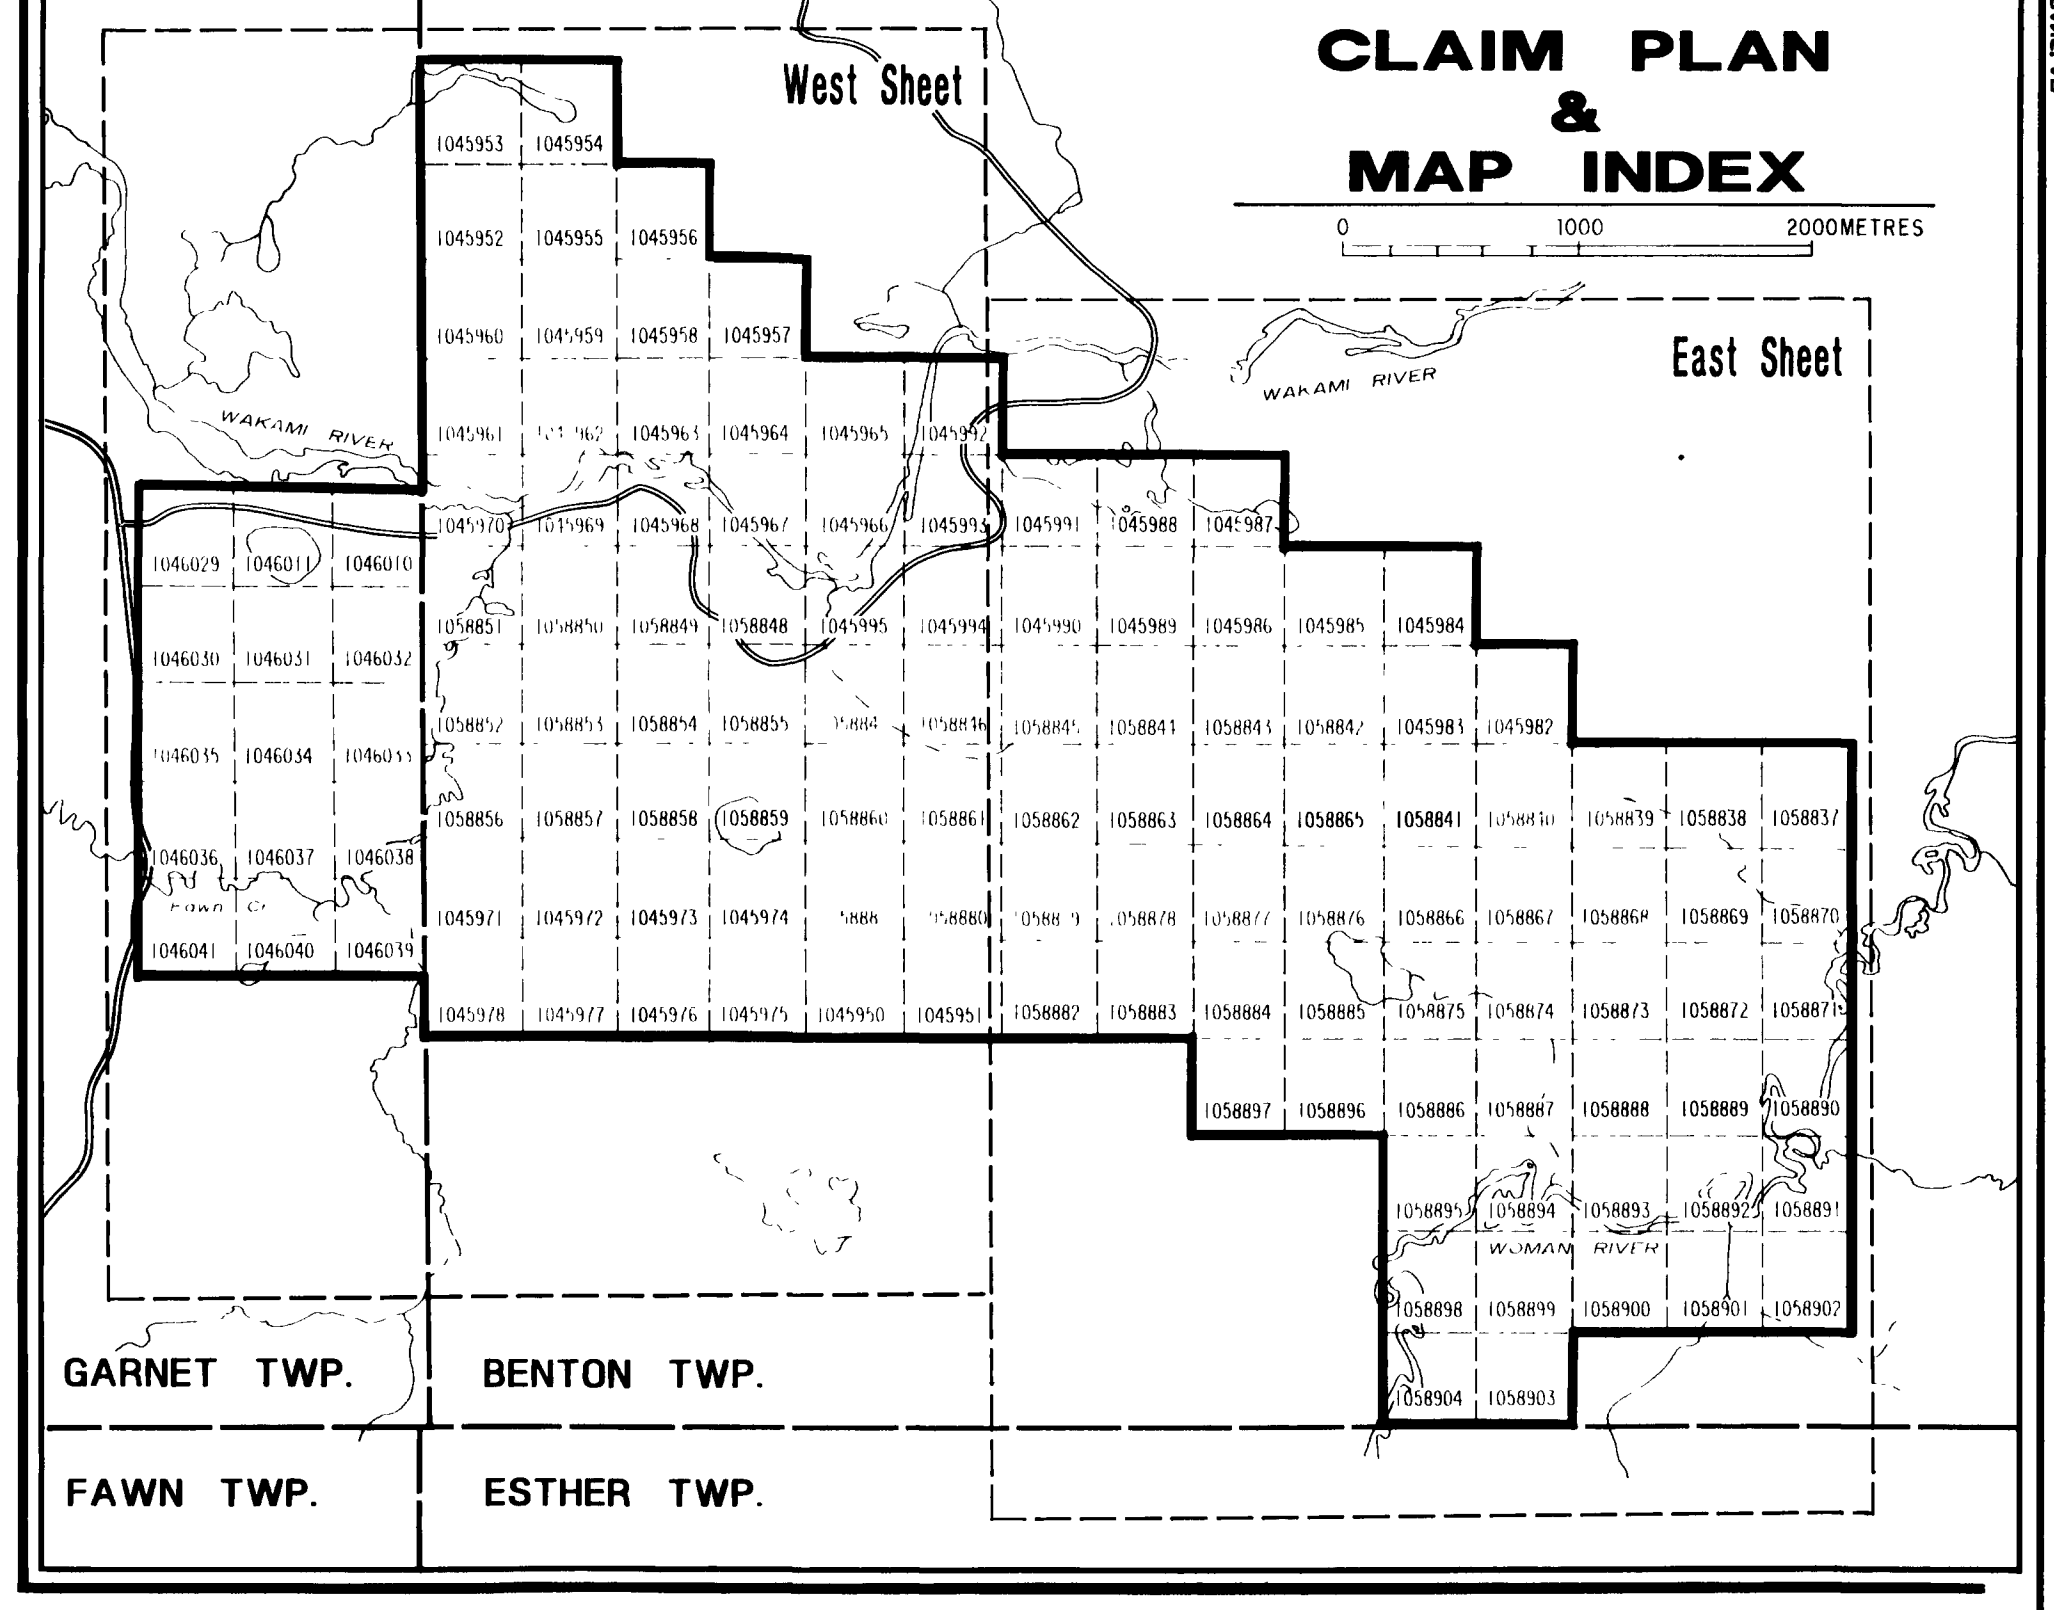 CLAIM PLAN
&
MAP INDEX
0 1000 2000METRES
West Sheet
East Sheet
WAKAMI RIVER
WAKAMI RIVER
1045953 1045954
1045952 1045955 1045956
1045960 1045959 1045958 1045957
1045961 1045963 1045964 1045965 1045992
1045970 1045969 1045968 1045967 1045966 1045993 1045991 1045988 1045987
1046029 1046011 1046010
1058851 1058850 1058849 1058848 1045995 1045994 1045990 1045989 1045986 1045985 1045984
1046030 1046031 1046032
1058852 1058853 1058854 1058855 1058846 1058845 1058843 1058842 1045983 1045982
1046035 1046034 1046033
1058856 1058857 1058858 1058859 1058860 1058861 1058862 1058863 1058864 1058865 1058841 1058840 1058839 1058838 1058837
1046036 1046037 1046038
Fawn Cr
1045971 1045972 1045973 1045974 1058880 1058878 1058877 1058876 1058866 1058867 1058868 1058869 1058870
1046041 1046040 1046039
1045978 1045977 1045976 1045975 1045950 1045951 1058882 1058883 1058884 1058885 1058875 1058874 1058873 1058872 1058871
1058897 1058896 1058886 1058887 1058888 1058889 1058890
1058895 1058894 1058893 1058892 1058891
WOMAN RIVER
1058898 1058899 1058900 1058901 1058902
1058904 1058903
GARNET TWP. BENTON TWP.
FAWN TWP. ESTHER TWP.